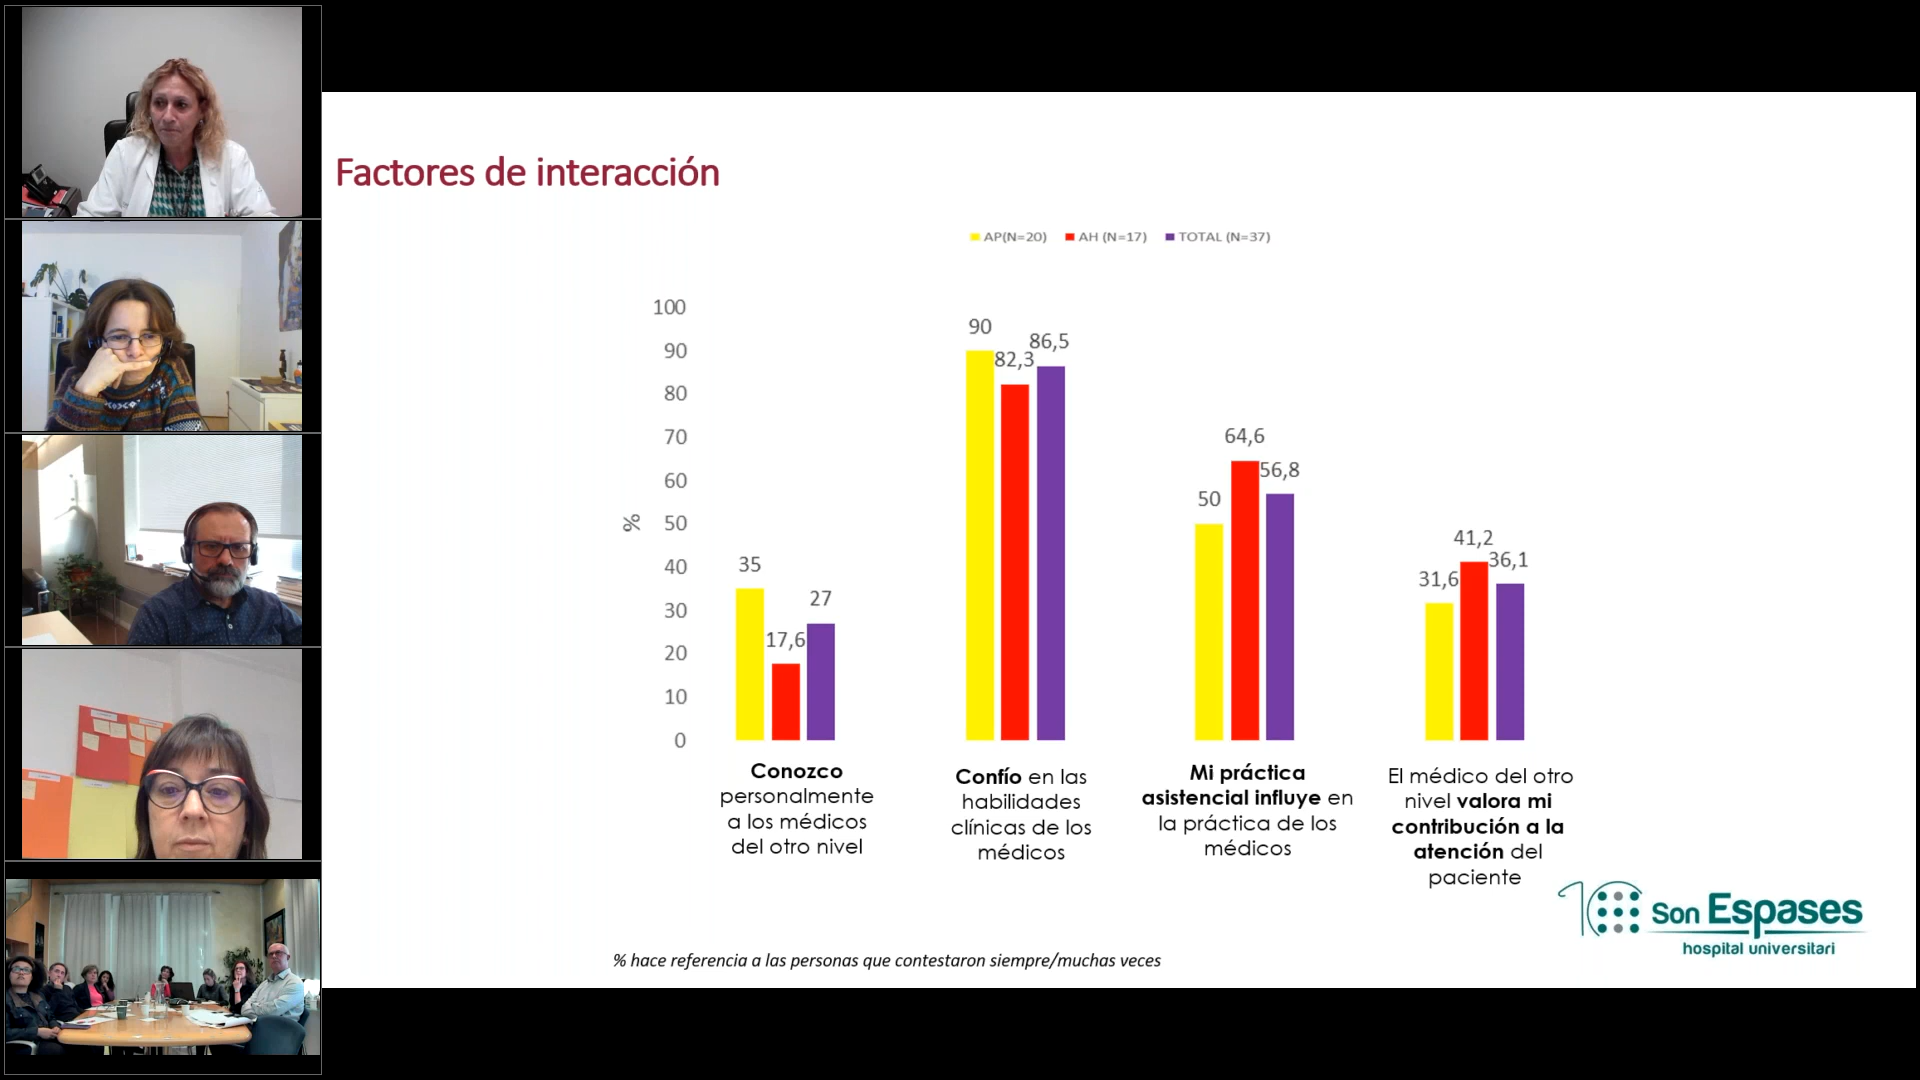 Factores de interacción
AP(N=20) AH (N=17) TOTAL (N=37)
100
90
80
70
60
50
40
30
20
10
0
%
35
17,6
27
90
82,3
86,5
50
64,6
56,8
31,6
41,2
36,1
Conozco
personalmente
a los médicos
del otro nivel
Confío en las
habilidades
clínicas de los
médicos
Mi práctica
asistencial influye en
la práctica de los
médicos
El médico del otro
nivel valora mi
contribución a la
atención del
paciente
10 Son Espases
hospital universitari
% hace referencia a las personas que contestaron siempre/muchas veces